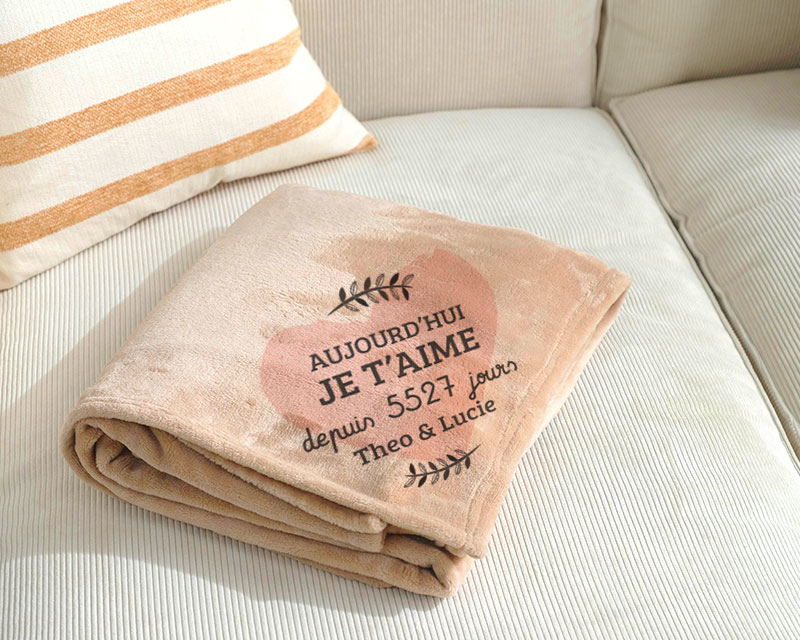 AUJOURD'HUI
JE T'AIME
depuis 5527 jours
Theo & Lucie